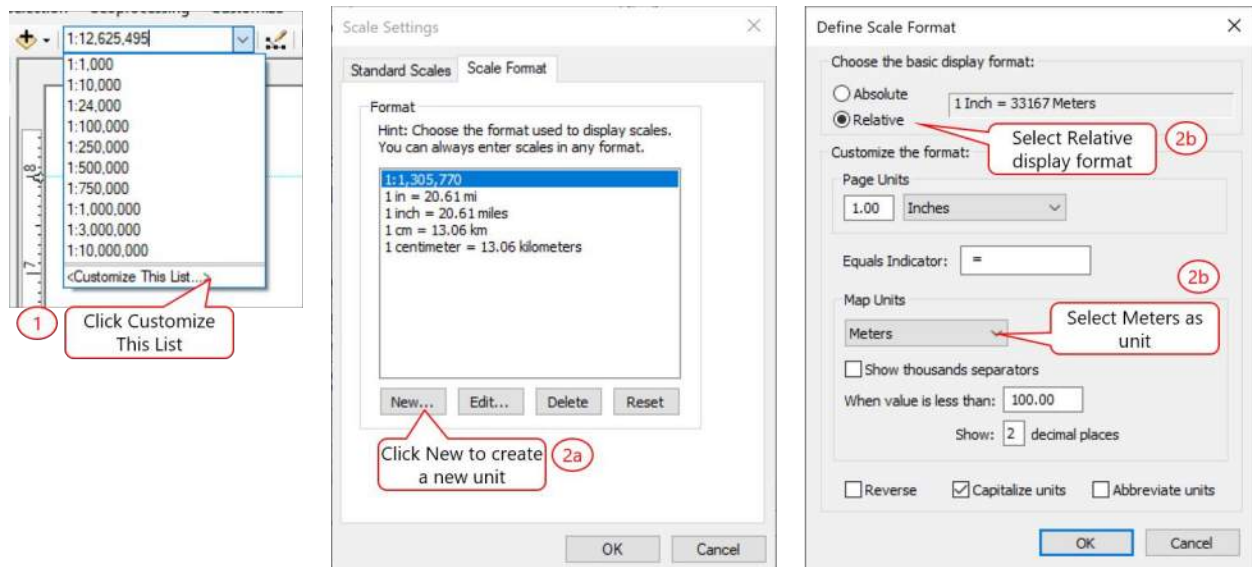 Customize
1:12,625,495
1:1,000
1:10,000
1:24,000
1:100,000
1:250,000
1:500,000
1:750,000
1:1,000,000
1:3,000,000
1:10,000,000
<Customize This List...>
1
Click Customize
This List
Scale Settings
Standard Scales Scale Format
Format
Hint: Choose the format used to display scales.
You can always enter scales in any format.
1:1,305,770
1 in = 20.61 mi
1 inch = 20.61 miles
1 cm = 13.06 km
1 centimeter = 13.06 kilometers
New... Edit... Delete Reset
Click New to create
a new unit
2a
OK Cancel
Define Scale Format
Choose the basic display format:
Absolute
1 Inch = 33167 Meters
Relative
Select Relative
display format
2b
Customize the format:
Page Units
1.00 Inches
Equals Indicator: =
2b
Map Units
Select Meters as
unit
Meters
Show thousands separators
When value is less than: 100.00
Show: 2 decimal places
Reverse Capitalize units Abbreviate units
OK Cancel